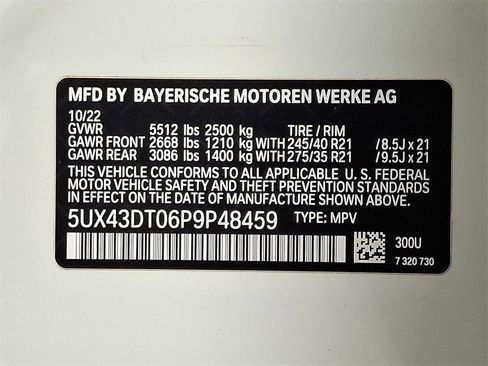 MFD BY BAYERISCHE MOTOREN WERKE AG
10/22
GVWR 5512 lbs 2500 kg TIRE / RIM
GAWR FRONT 2668 lbs 1210 kg WITH 245/40 R21 /8.5J x 21
GAWR REAR 3086 lbs 1400 kg WITH 275/35 R21 /9.5J x 21
THIS VEHICLE CONFORMS TO ALL APPLICABLE U. S. FEDERAL
MOTOR VEHICLE SAFETY AND THEFT PREVENTION STANDARDS
IN EFFECT ON THE DATE OF MANUFACTURE SHOWN ABOVE.
5UX43DT06P9P48459 TYPE: MPV
300U
7 320 730